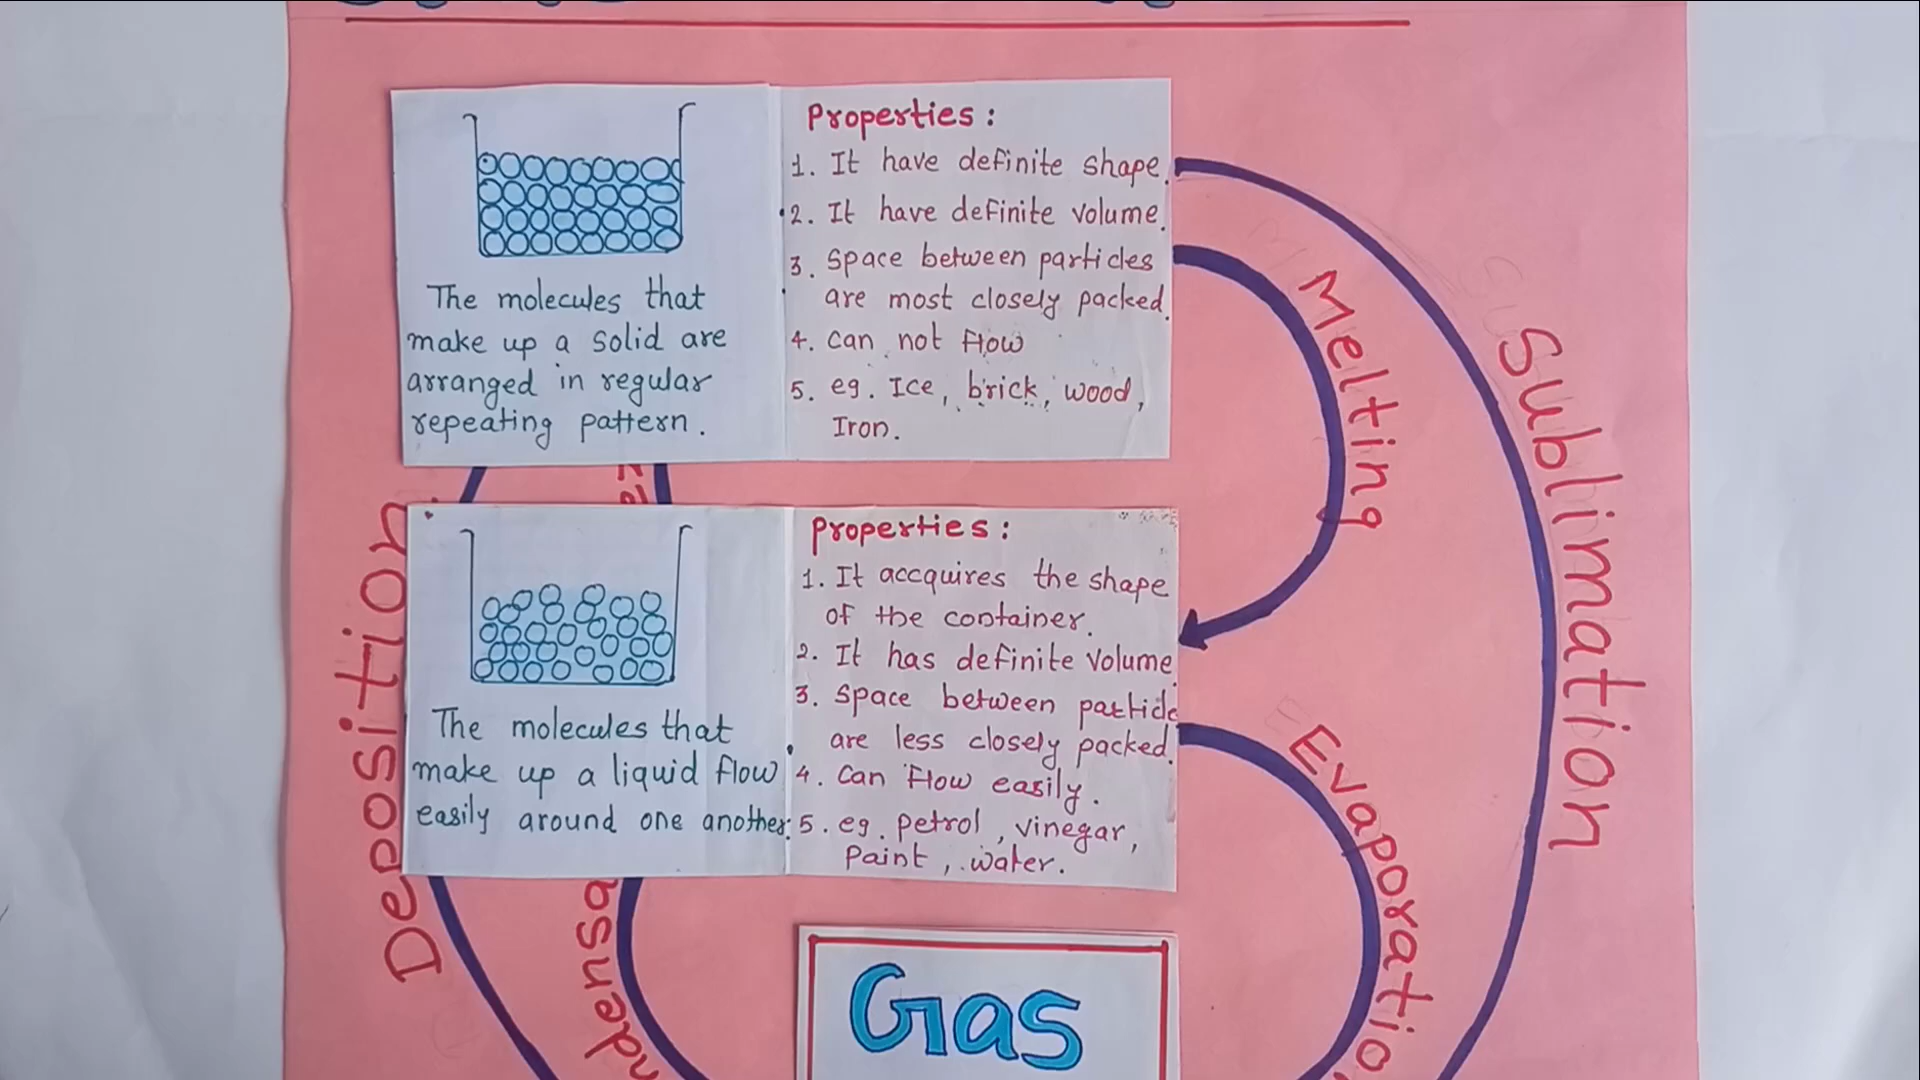 The molecules that
make up a solid are
arranged in regular
repeating pattern.
Properties :
1. It have definite shape.
2. It have definite volume.
3. Space between particles
are most closely packed.
4. Can not flow
5. eg. Ice, brick, wood,
Iron.
Melting
Sublimation
Deposition
The molecules that
make up a liquid flow
easily around one another.
Properties :
1. It accquires the shape
of the container.
2. It has definite volume.
3. Space between particle
are less closely packed.
4. Can flow easily.
5. eg. petrol, vinegar,
Paint, water.
Evaporatio
ndensa
Gas